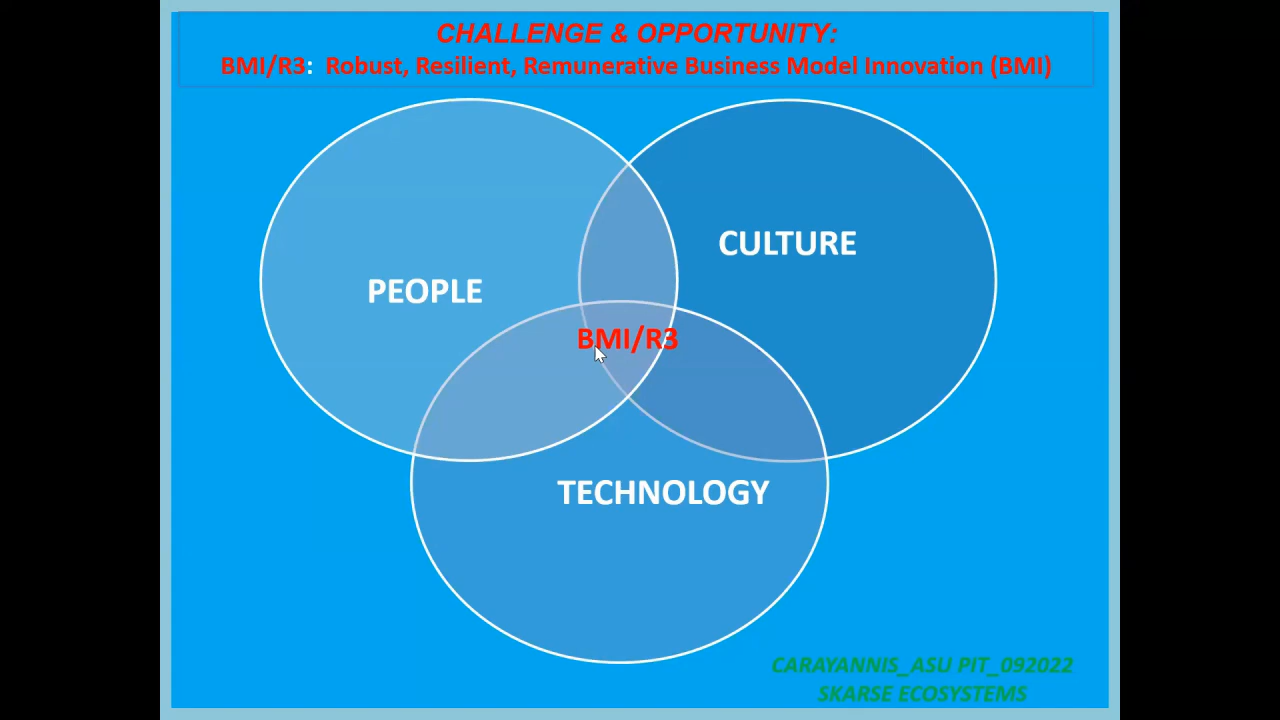 CHALLENGE & OPPORTUNITY:
BMI/R3: Robust, Resilient, Remunerative Business Model Innovation (BMI)
CULTURE
PEOPLE
BMI/R3
TECHNOLOGY
CARAYANNIS_ASU PIT_092022
SKARSE ECOSYSTEMS